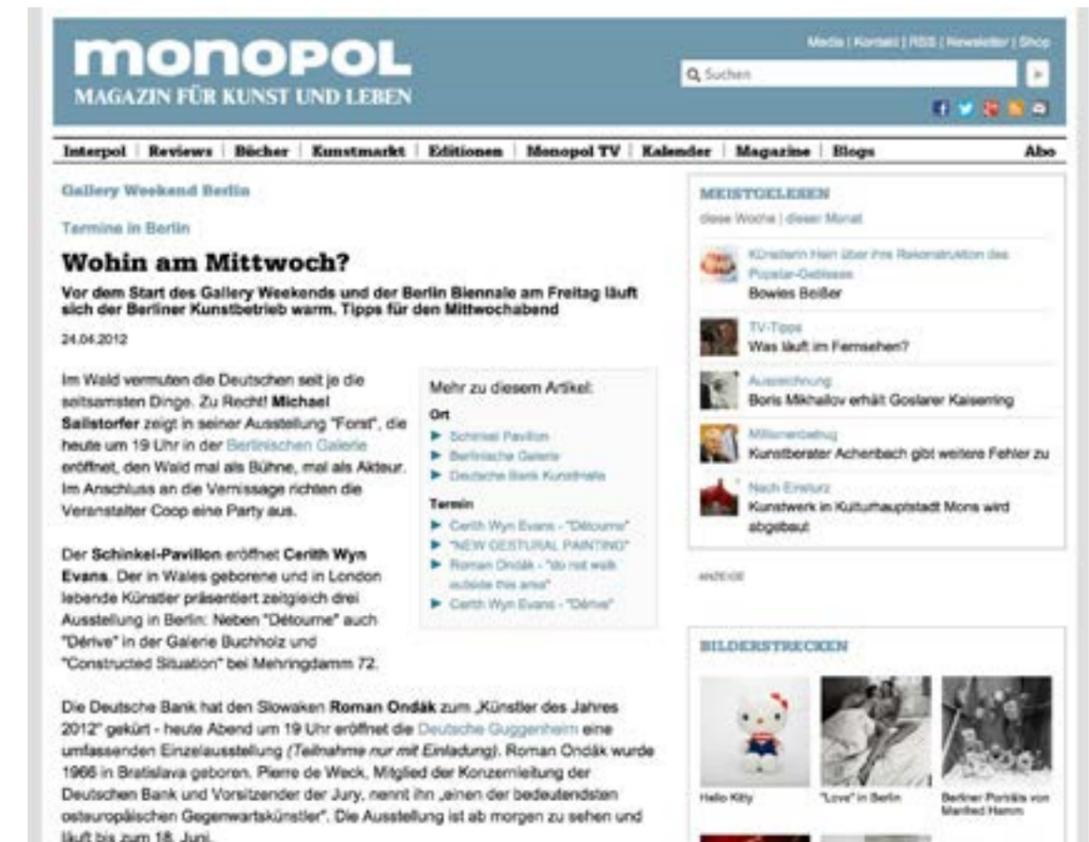 monopol
MAGAZIN FÜR KUNST UND LEBEN
Media | Kontakt | RSS | Newsletter | Shop
Suchen
Interpol | Reviews | Bücher | Kunstmarkt | Editionen | Monopol TV | Kalender | Magazine | Blogs
Abo
Gallery Weekend Berlin
Termine in Berlin
Wohin am Mittwoch?
Vor dem Start des Gallery Weekends und der Berlin Biennale am Freitag läuft
sich der Berliner Kunstbetrieb warm. Tipps für den Mittwochabend
24.04.2012
Im Wald vermuten die Deutschen seit je die
seltsamsten Dinge. Zu Recht! Michael
Sailstorfer zeigt in seiner Ausstellung "Forst", die
heute um 19 Uhr in der Berlinischen Galerie
eröffnet, den Wald mal als Bühne, mal als Akteur.
Im Anschluss an die Vernissage richten die
Veranstalter Coop eine Party aus.
Mehr zu diesem Artikel:
Ort
Schinkel Pavillon
Berlinische Galerie
Deutsche Bank Kunsthalle
Termin
Cerith Wyn Evans - "Détourne"
"NEW GESTURAL PAINTING"
Roman Ondák - "do not walk
outside this area"
Cerith Wyn Evans - "Dérive"
Der Schinkel-Pavillon eröffnet Cerith Wyn
Evans. Der in Wales geborene und in London
lebende Künstler präsentiert zeitgleich drei
Ausstellung in Berlin: Neben "Détourne" auch
"Dérive" in der Galerie Buchholz und
"Constructed Situation" bei Mehringdamm 72.
Die Deutsche Bank hat den Slowaken Roman Ondák zum „Künstler des Jahres
2012" gekürt - heute Abend um 19 Uhr eröffnet die Deutsche Guggenheim eine
umfassenden Einzelausstellung (Teilnahme nur mit Einladung). Roman Ondák wurde
1966 in Bratislava geboren. Pierre de Weck, Mitglied der Konzernleitung der
Deutschen Bank und Vorsitzender der Jury, nennt ihn „einen der bedeutendsten
osteuropäischen Gegenwartskünstler". Die Ausstellung ist ab morgen zu sehen und
läuft bis zum 18. Juni.
MEISTGELESEN
diese Woche | dieser Monat
Künstlerin Hein über ihre Rekonstruktion des
Popstar-Gebisses
Bowies Beißer
TV-Tipps
Was läuft im Fernsehen?
Auszeichnung
Boris Mikhailov erhält Goslarer Kaiserring
Millionenbetrug
Kunstberater Achenbach gibt weitere Fehler zu
Nach Einsturz
Kunstwerk in Kulturhauptstadt Mons wird
abgebaut
ANZEIGE
BILDERSTRECKEN
Hello Kitty
"Love" in Berlin
Berliner Porträts von
Manfred Hamm